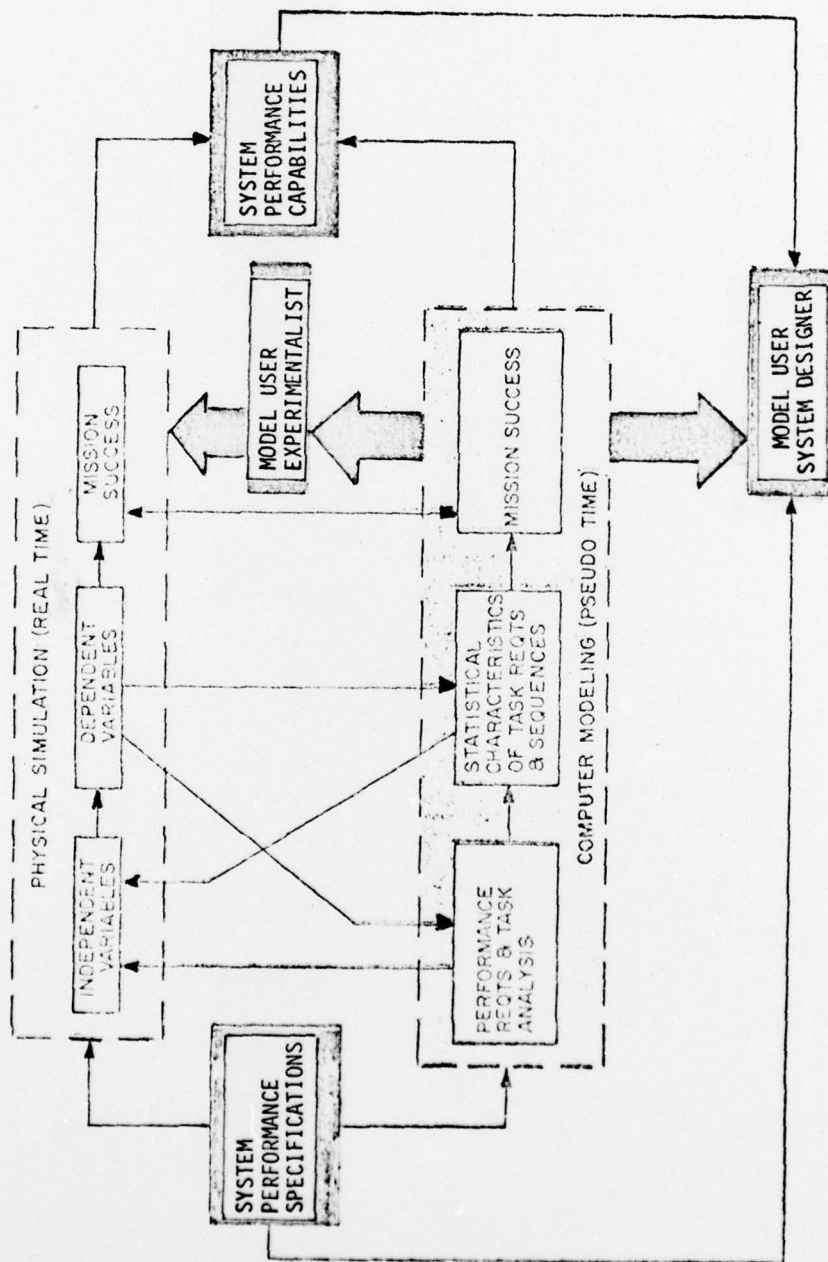 PHYSICAL SIMULATION (REAL TIME)
INDEPENDENT
VARIABLES
DEPENDENT
VARIABLES
MISSION
SUCCESS
SYSTEM
PERFORMANCE
SPECIFICATIONS
MODEL USER
EXPERIMENTALIST
SYSTEM
PERFORMANCE
CAPABILITIES
PERFORMANCE
REQTS & TASK
ANALYSIS
STATISTICAL
CHARACTERISTICS
OF TASK REQTS
& SEQUENCES
MISSION SUCCESS
COMPUTER MODELING (PSEUDO TIME)
MODEL USER
SYSTEM DESIGNER